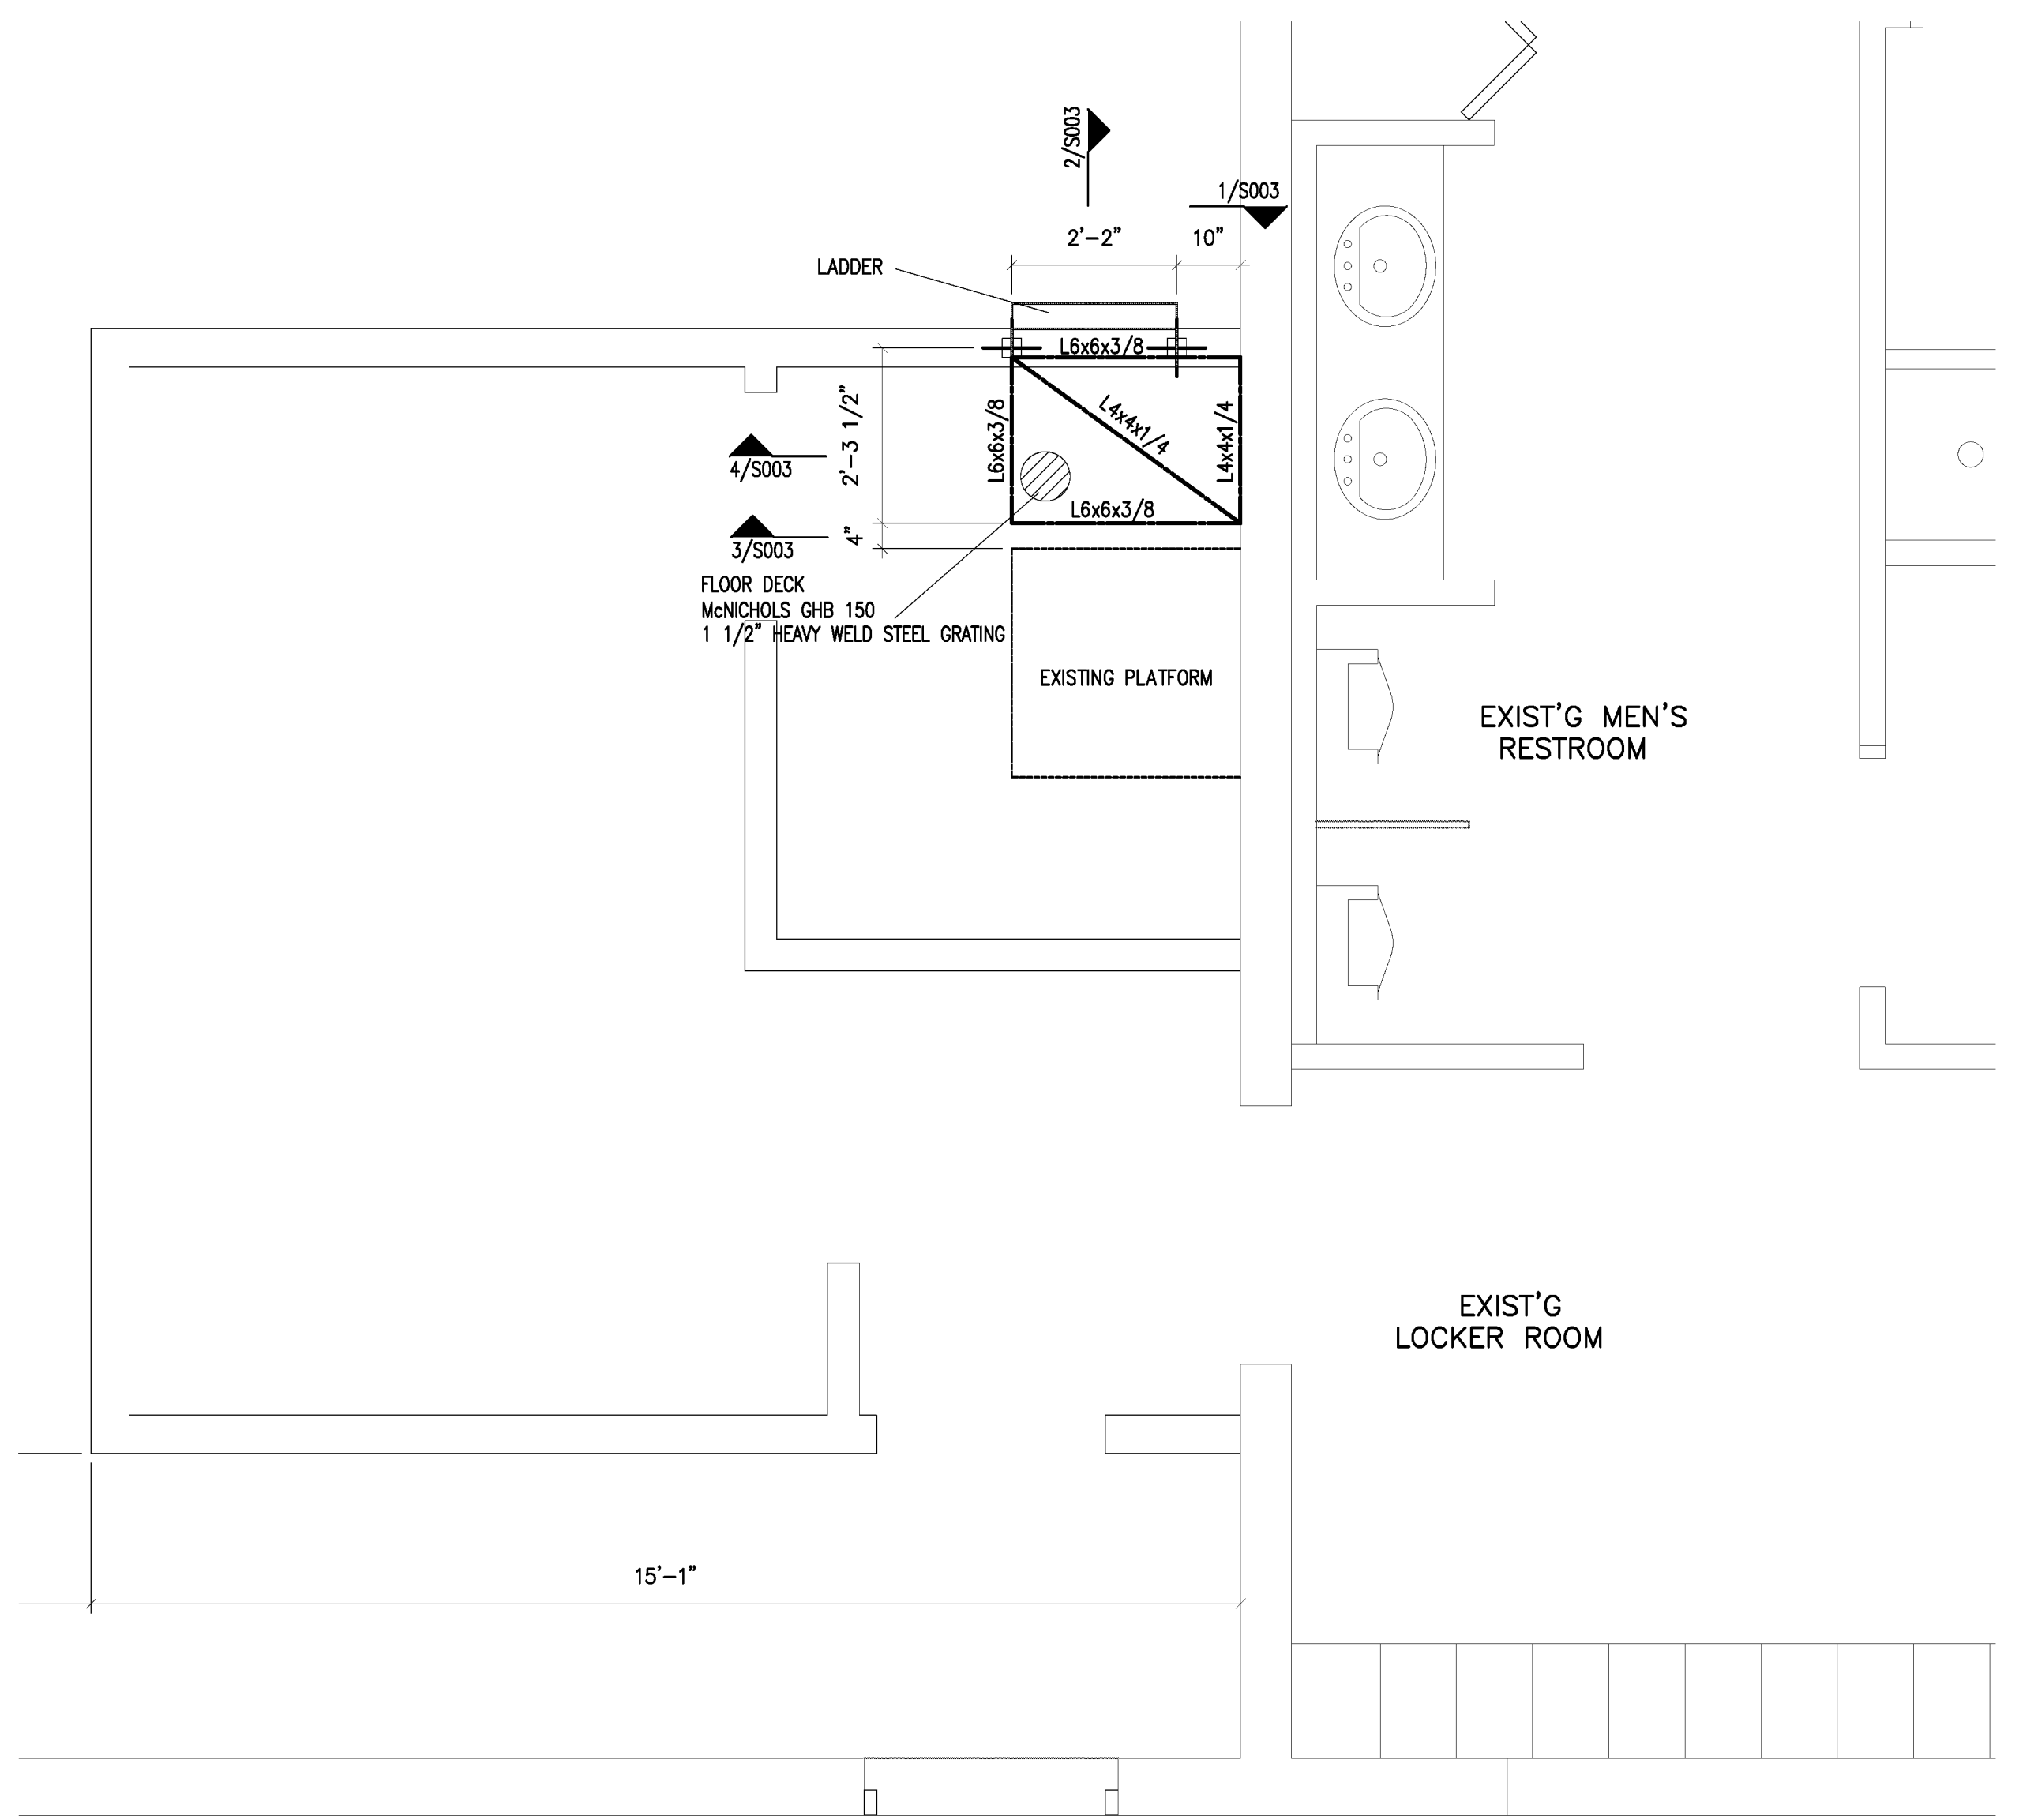 2/S003
1/S003
2'-2"
10"
LADDER
L6x6x3/8
L6x6x3/8
L4x4x1/4
L4x4x1/4
L6x6x3/8
2'-3 1/2"
4"
4/S003
3/S003
FLOOR DECK
McNICHOLS GHB 150
1 1/2" HEAVY WELD STEEL GRATING
EXISTING PLATFORM
EXIST'G MEN'S
RESTROOM
EXIST'G
LOCKER ROOM
15'-1"